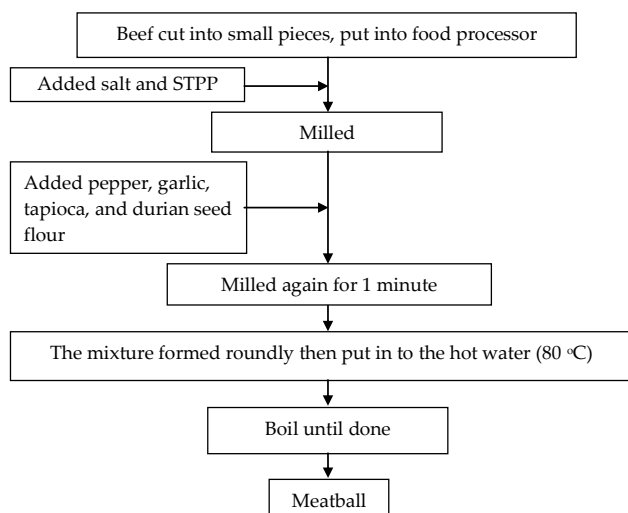 Beef cut into small pieces, put into food processor
Added salt and STPP
Milled
Added pepper, garlic,
tapioca, and durian seed
flour
Milled again for 1 minute
The mixture formed roundly then put in to the hot water (80 °C)
Boil until done
Meatball